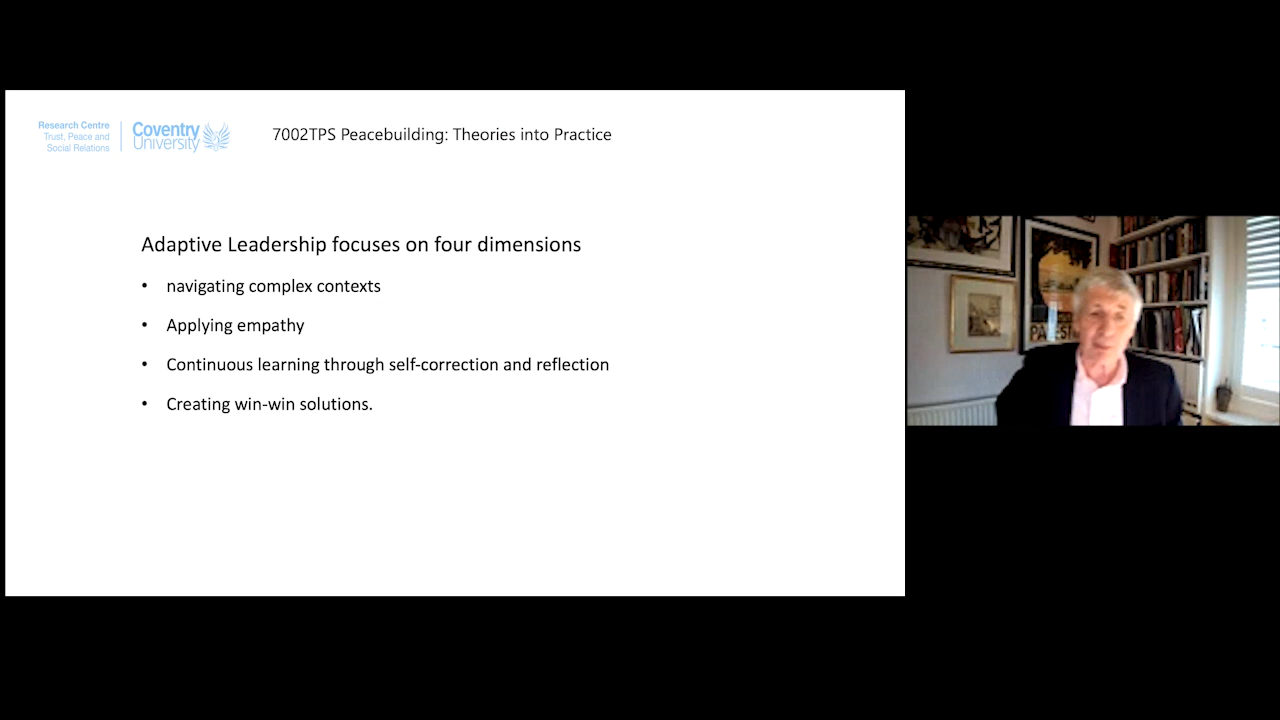 Research Centre
Trust, Peace and
Social Relations
Coventry
University
7002TPS Peacebuilding: Theories into Practice
Adaptive Leadership focuses on four dimensions
• navigating complex contexts
• Applying empathy
• Continuous learning through self-correction and reflection
• Creating win-win solutions.